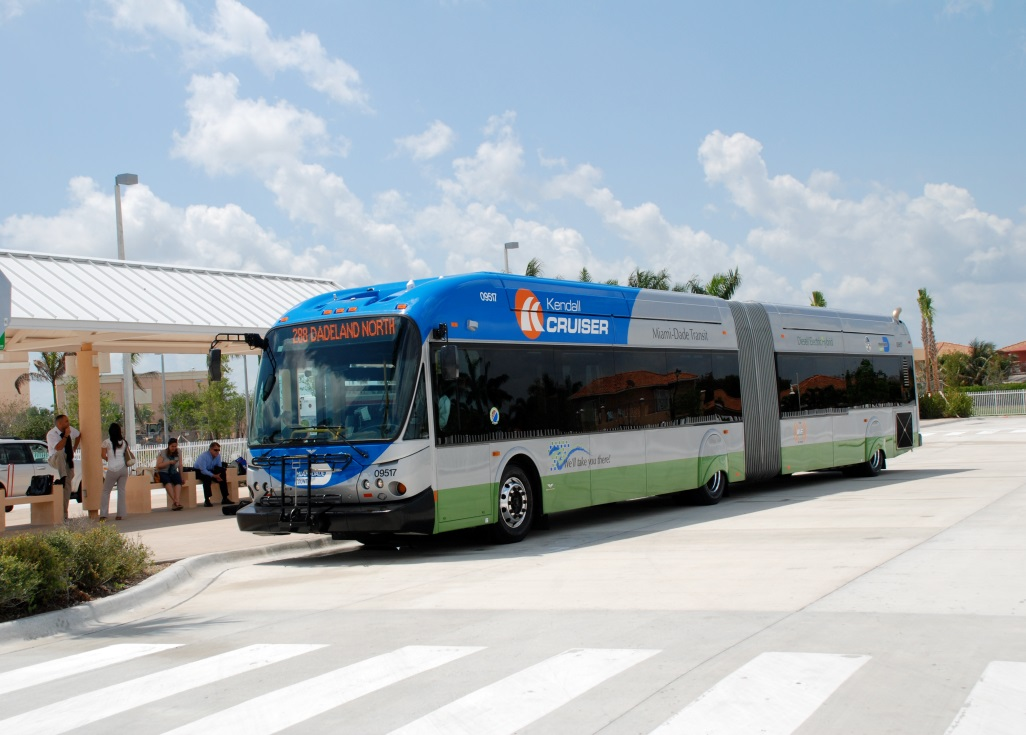 09517
Kendall
CRUISER
Miami-Dade Transit
288 DADELAND NORTH
We'll take you there!
09517